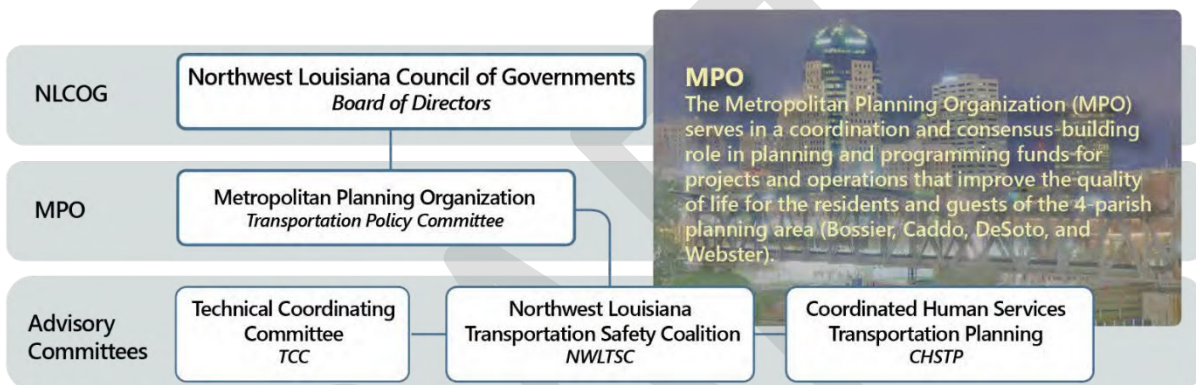 NLCOG
Northwest Louisiana Council of Governments
Board of Directors
MPO
The Metropolitan Planning Organization (MPO)
serves in a coordination and consensus-building
role in planning and programming funds for
projects and operations that improve the quality
of life for the residents and guests of the 4-parish
planning area (Bossier, Caddo, DeSoto, and
Webster).
MPO
Metropolitan Planning Organization
Transportation Policy Committee
Advisory
Committees
Technical Coordinating
Committee
TCC
Northwest Louisiana
Transportation Safety Coalition
NWLTSC
Coordinated Human Services
Transportation Planning
CHSTP